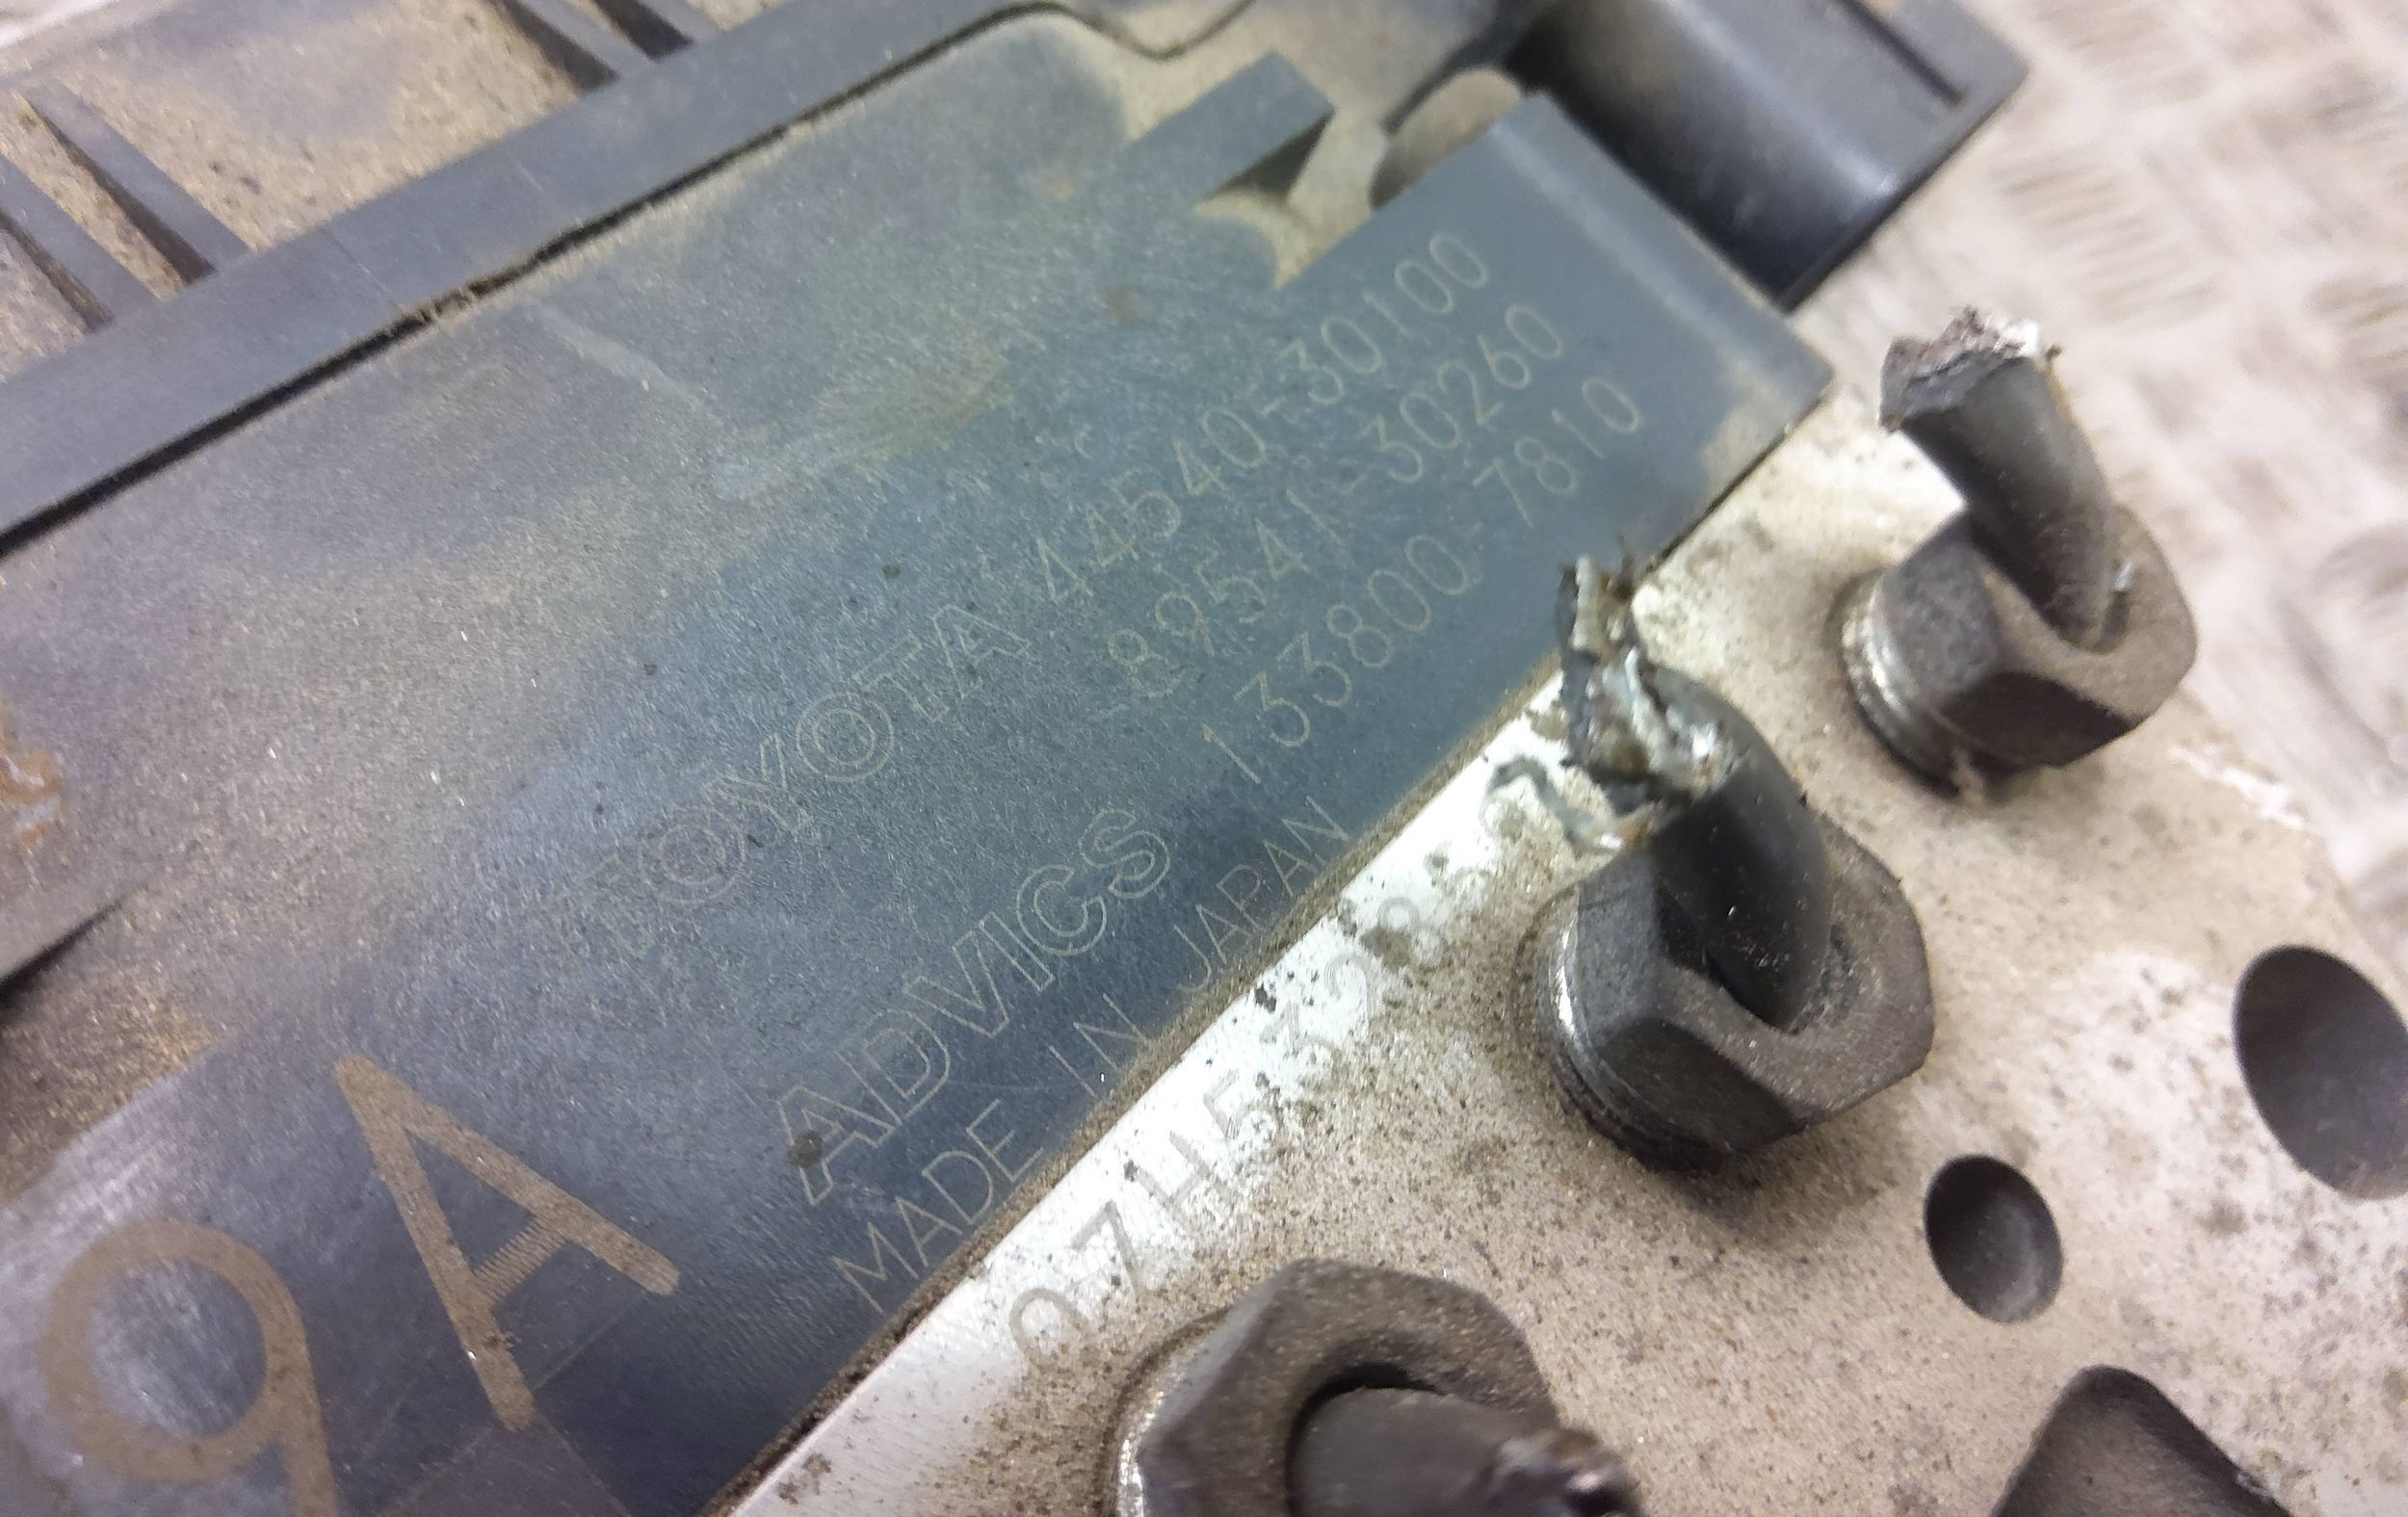 TOYOTA 44540-30100
89541-30260
ADVICS 133800-7810
MADE IN JAPAN
9A